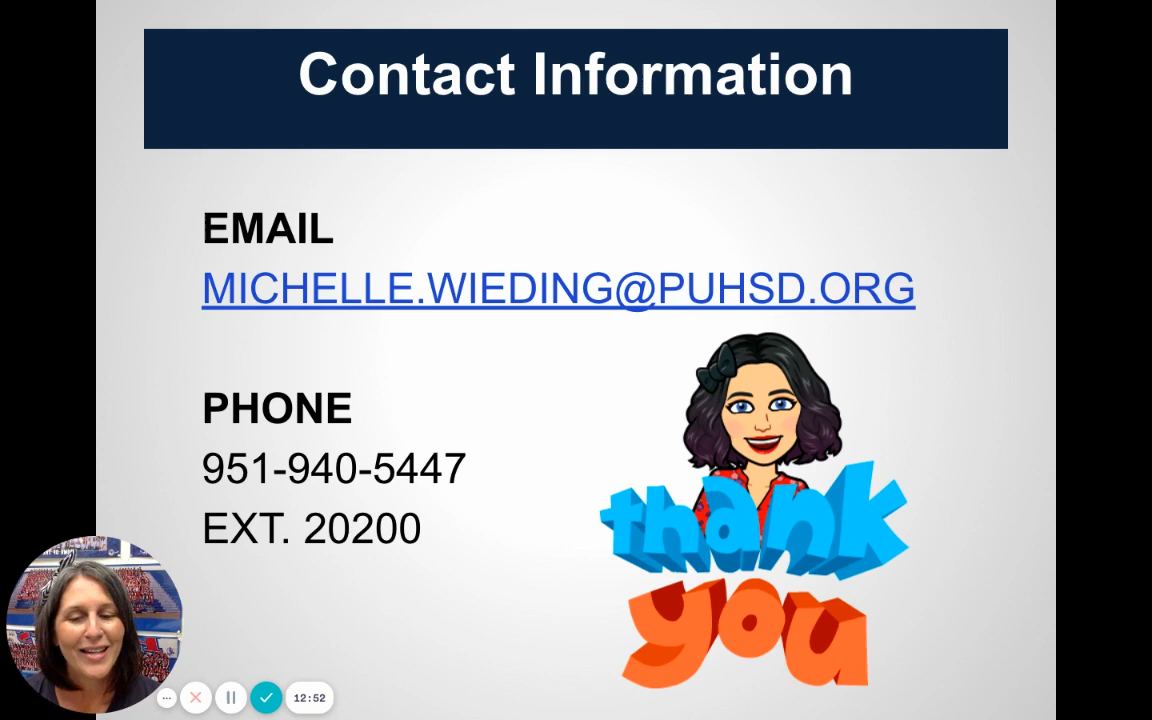 Contact Information
EMAIL
MICHELLE.WIEDING@PUHSD.ORG
PHONE
951-940-5447
EXT. 20200
thank
you
12:52